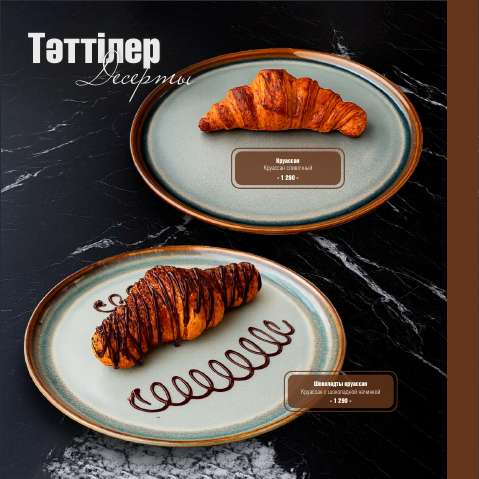 Тәттілер
Десерты
Круассан
Круассан сливочный
- 1 290 -
Шоколадты круассан
Круассан с шоколадной начинкой
- 1 290 -